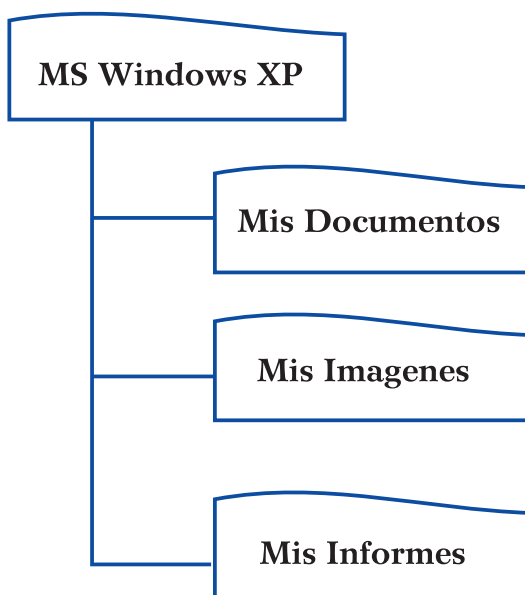 MS Windows XP
Mis Documentos
Mis Imagenes
Mis Informes